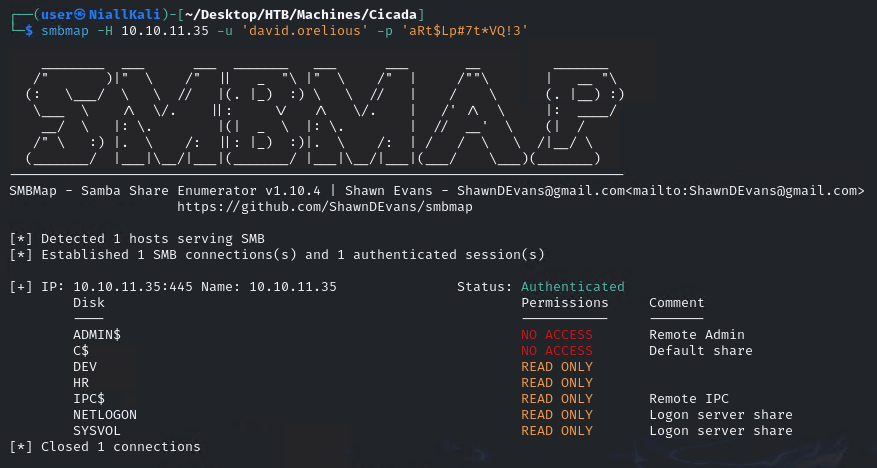 ┌──(user㉿NiallKali)-[~/Desktop/HTB/Machines/Cicada]
└─$ smbmap -H 10.10.11.35 -u 'david.orelious' -p 'aRt$Lp#7t*VQ!3'
SMBMAP
SMBMap - Samba Share Enumerator v1.10.4 | Shawn Evans - ShawnDEvans@gmail.com<mailto:ShawnDEvans@gmail.com>
https://github.com/ShawnDEvans/smbmap
[*] Detected 1 hosts serving SMB
[*] Established 1 SMB connections(s) and 1 authenticated session(s)
[+] IP: 10.10.11.35:445 Name: 10.10.11.35 Status: Authenticated
Disk Permissions Comment
---- ----------- -------
ADMIN$ NO ACCESS Remote Admin
C$ NO ACCESS Default share
DEV READ ONLY
HR READ ONLY
IPC$ READ ONLY Remote IPC
NETLOGON READ ONLY Logon server share
SYSVOL READ ONLY Logon server share
[*] Closed 1 connections